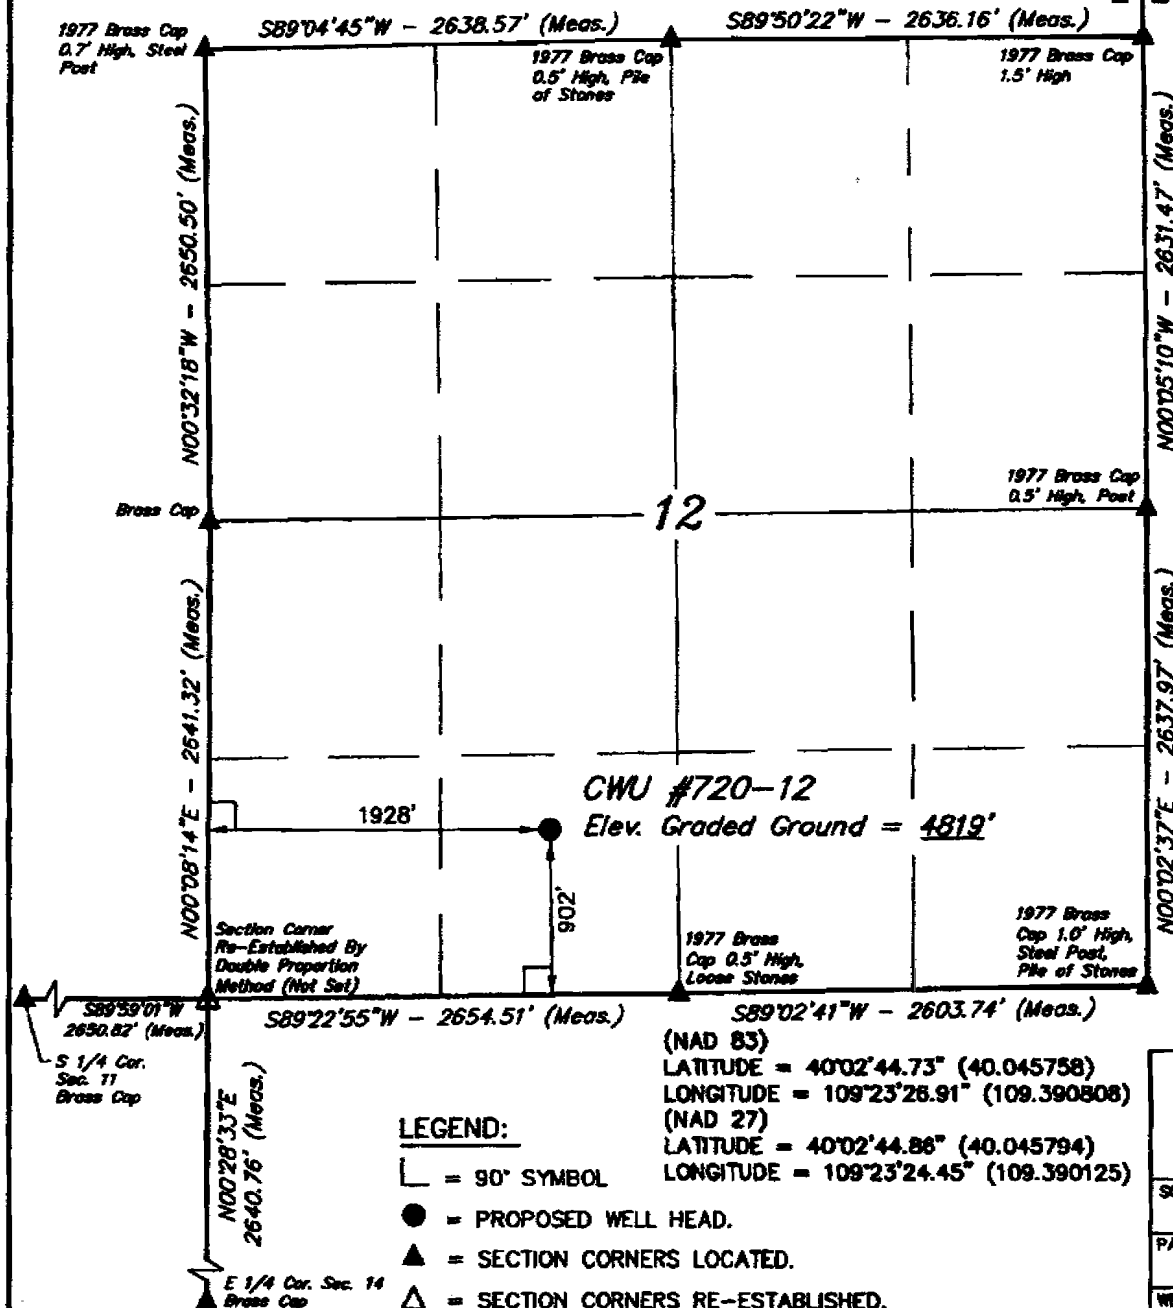 S89°04'45"W - 2638.57' (Meas.)
S89°50'22"W - 2636.16' (Meas.)
1977 Brass Cap
0.7' High, Steel
Post
1977 Brass Cap
0.5' High, Pile
of Stones
1977 Brass Cap
1.5' High
N00°32'18"W - 2650.50' (Meas.)
N00°05'10"W - 2631.47' (Meas.)
Brass Cap
12
1977 Brass Cap
0.5' High, Post
N00°08'14"E - 2641.32' (Meas.)
N00°02'37"E - 2637.97' (Meas.)
1928'
CWU #720-12
Elev. Graded Ground = 4819'
902'
Section Corner
Re-Established By
Double Proportion
Method (Not Set)
1977 Brass
Cap 0.5' High,
Loose Stones
1977 Brass
Cap 1.0' High,
Steel Post,
Pile of Stones
S89°59'01"W
2650.82' (Meas.)
S89°22'55"W - 2654.51' (Meas.)
S89°02'41"W - 2603.74' (Meas.)
S 1/4 Cor.
Sec. 11
Brass Cap
(NAD 83)
LATITUDE = 40°02'44.73" (40.045758)
LONGITUDE = 109°23'26.91" (109.390808)
(NAD 27)
LATITUDE = 40°02'44.86" (40.045794)
LONGITUDE = 109°23'24.45" (109.390125)
N00°28'33"E
2640.76' (Meas.)
LEGEND:
= 90° SYMBOL
= PROPOSED WELL HEAD.
= SECTION CORNERS LOCATED.
= SECTION CORNERS RE-ESTABLISHED.
E 1/4 Cor. Sec. 14
Brass Cap